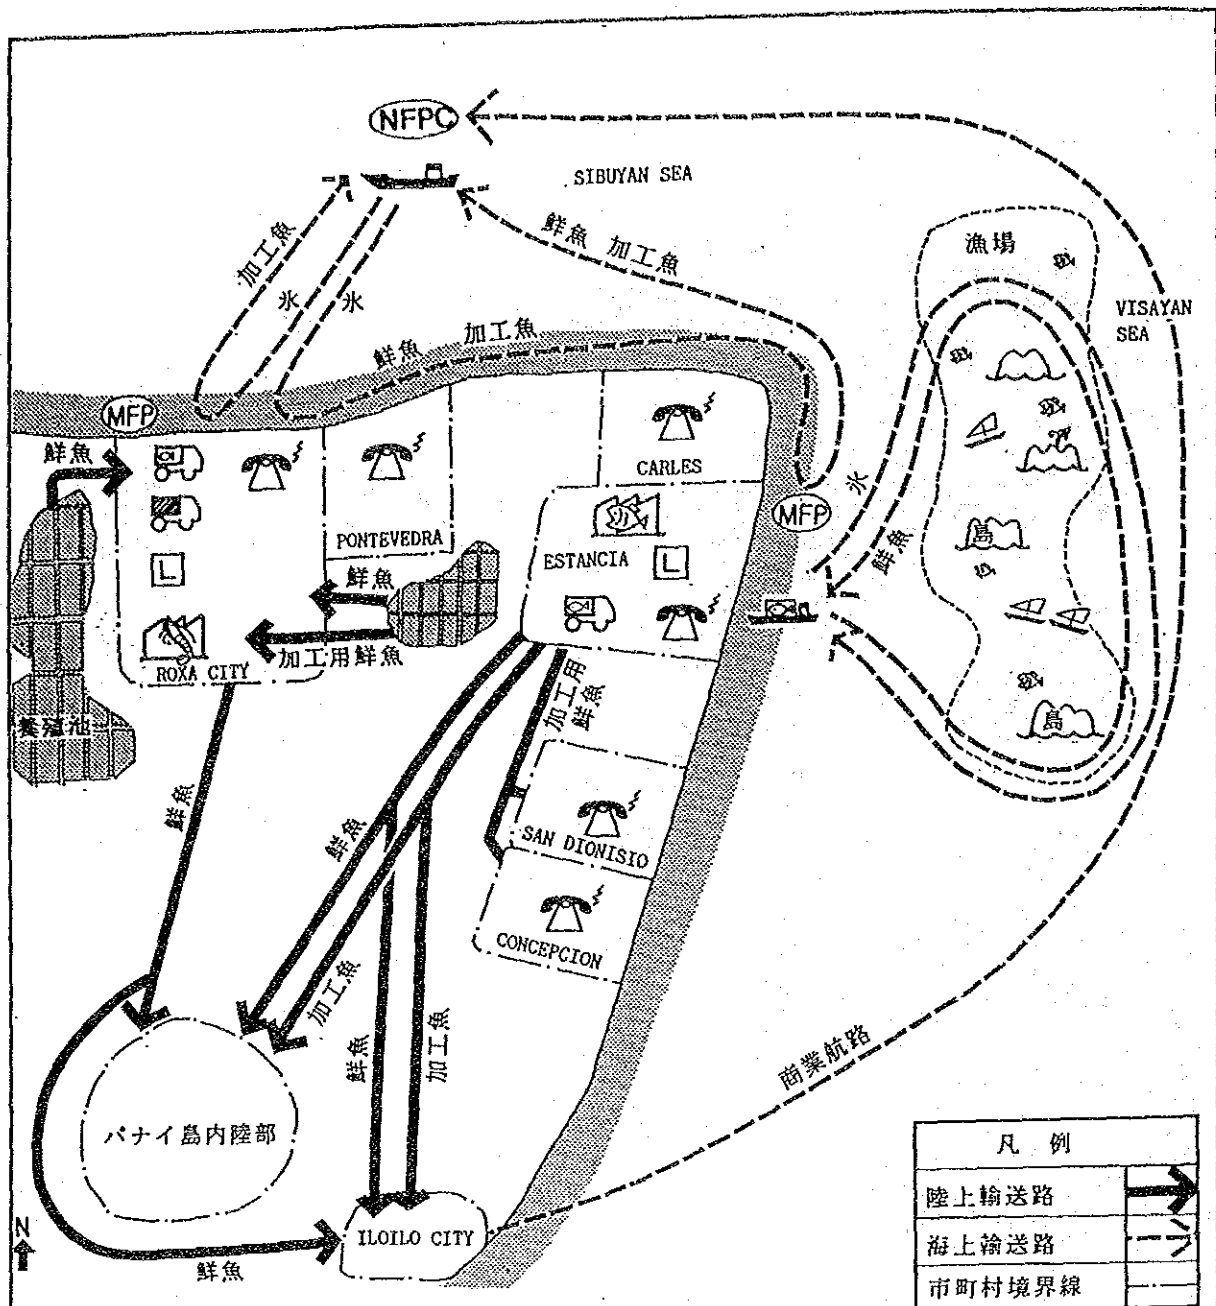 NFPC
SIBUYAN SEA
鮮魚 加工魚
加工魚
氷
氷
漁場
VISAYAN
SEA
鮮魚 加工魚
MFP
鮮魚
CARLES
氷
MFP
PONTEVEDRA
ESTANCIA
L
L
鮮魚
鮮魚
島
加工用鮮魚
ROXA CITY
加工用
鮮魚
養殖池
島
鮮魚
鮮魚
SAN DIONISIO
CONCEPCION
加工魚
鮮魚
加工魚
商業航路
パナイ島内陸部
凡 例
陸上輸送路
海上輸送路
市町村境界線
N
ILOILO CITY
鮮魚